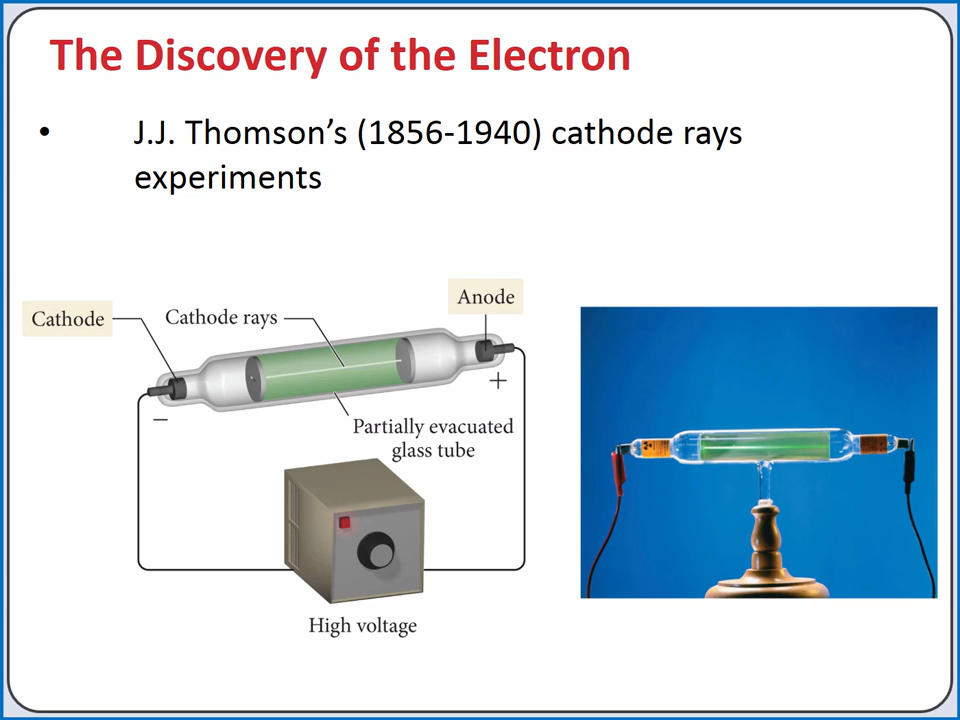 The Discovery of the Electron
• J.J. Thomson’s (1856-1940) cathode rays
experiments
Anode
Cathode
Cathode rays
+
–
Partially evacuated
glass tube
High voltage